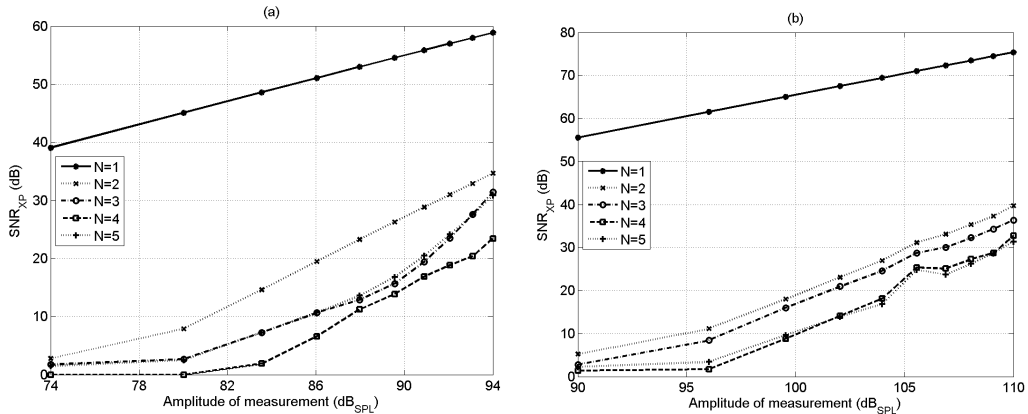 (a)
60
50
40
30
20
10
0
SNR_XP (dB)
N=1
N=2
N=3
N=4
N=5
74 78 82 86 90 94
Amplitude of measurement (dB_SPL)
(b)
80
70
60
50
40
30
20
10
0
SNR_XP (dB)
N=1
N=2
N=3
N=4
N=5
90 95 100 105 110
Amplitude of measurement (dB_SPL)